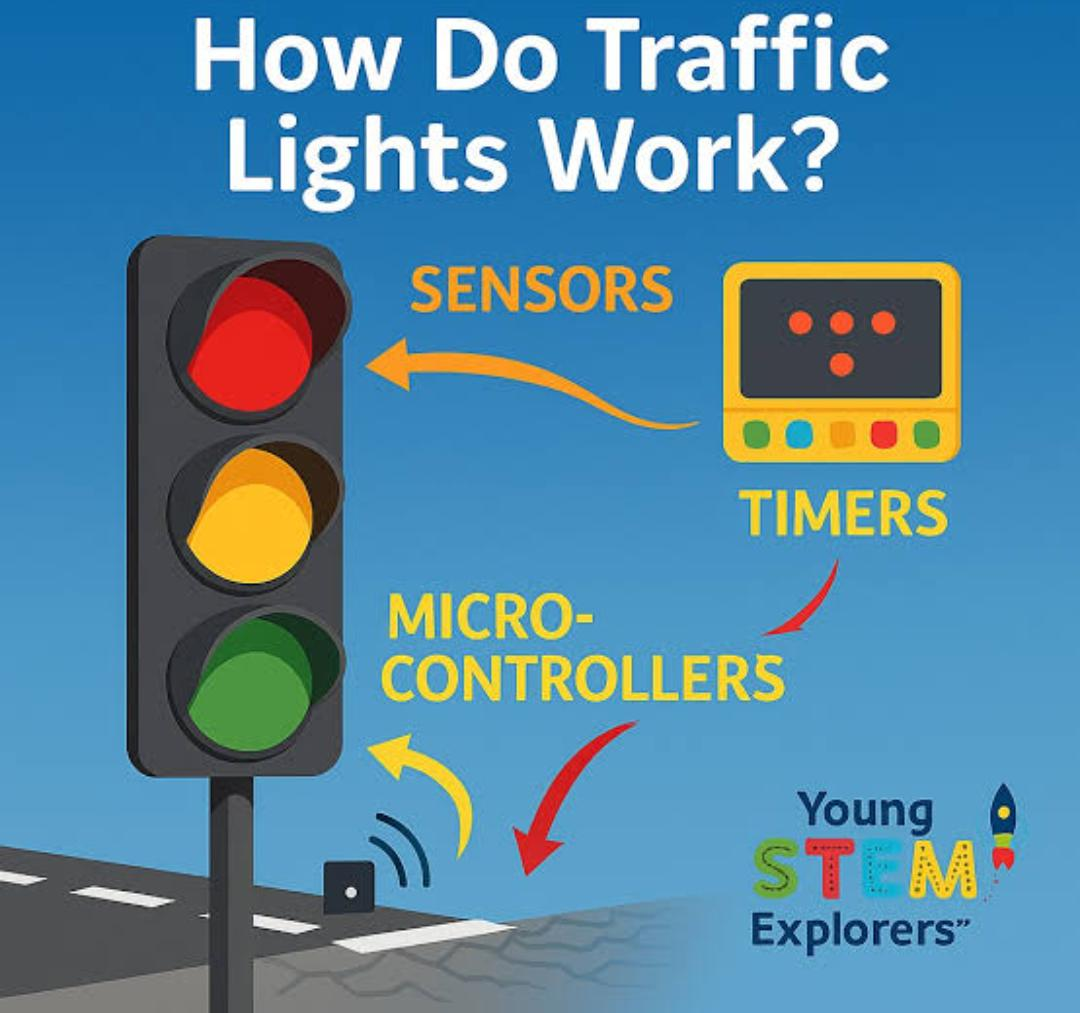 How Do Traffic
Lights Work?
SENSORS
TIMERS
MICRO-
CONTROLLERS
Young
STEM
Explorers”